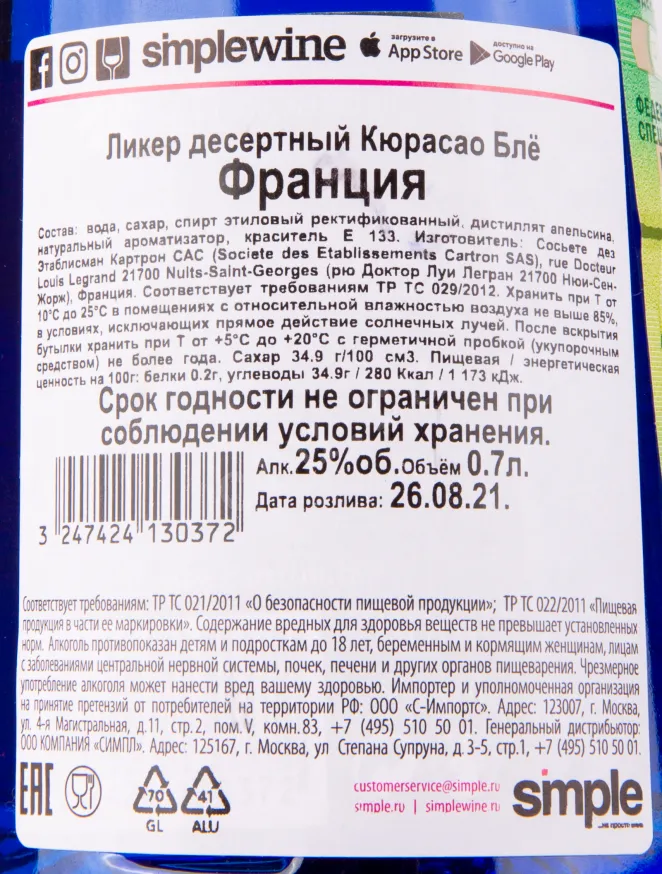 simplewine загрузите в App Store доступно на Google Play
Ликер десертный Кюрасао Блё
Франция
Состав: вода, сахар, спирт этиловый ректификованный, дистиллят апельсина,
натуральный ароматизатор, краситель Е 133. Изготовитель: Сосьете дез
Этаблисман Картрон САС (Societe des Etablissements Cartron SAS), rue Docteur
Louis Legrand 21700 Nuits-Saint-Georges (рю Доктор Луи Легран 21700 Нюи-Сен-
Жорж), Франция. Соответствует требованиям ТР ТС 029/2012. Хранить при Т от
10°С до 25°С в помещениях с относительной влажностью воздуха не выше 85%,
в условиях, исключающих прямое действие солнечных лучей. После вскрытия
бутылки хранить при Т от +5°С до +20°С с герметичной пробкой (укупорочным
средством) не более года. Сахар 34.9 г/100 см3. Пищевая / энергетическая
ценность на 100г: белки 0.2г, углеводы 34.9г / 280 Ккал / 1 173 кДж.
Срок годности не ограничен при
соблюдении условий хранения.
Алк. 25%об. Объём 0.7л.
Дата розлива: 26.08.21.
3 247424 130372
Соответствует требованиям: ТР ТС 021/2011 «О безопасности пищевой продукции»; ТР ТС 022/2011 «Пищевая
продукция в части ее маркировки». Содержание вредных для здоровья веществ не превышает установленных
норм. Алкоголь противопоказан детям и подросткам до 18 лет, беременным и кормящим женщинам, лицам
с заболеваниями центральной нервной системы, почек, печени и других органов пищеварения. Чрезмерное
употребление алкоголя может нанести вред вашему здоровью. Импортер и уполномоченная организация
на принятие претензий от потребителей на территории РФ: ООО «С-Импортс». Адрес: 123007, г. Москва,
ул. 4-я Магистральная, д.11, стр.2, пом.V, комн.83, +7 (495) 510 50 01. Генеральный дистрибьютор:
ООО КОМПАНИЯ «СИМПЛ». Адрес: 125167, г. Москва, ул Степана Супруна, д. 3-5, стр.1, +7 (495) 510 50 01.
EAC 70 GL 41 ALU
customerservice@simple.ru
simple.ru | simplewine.ru
simple
...не просто вино